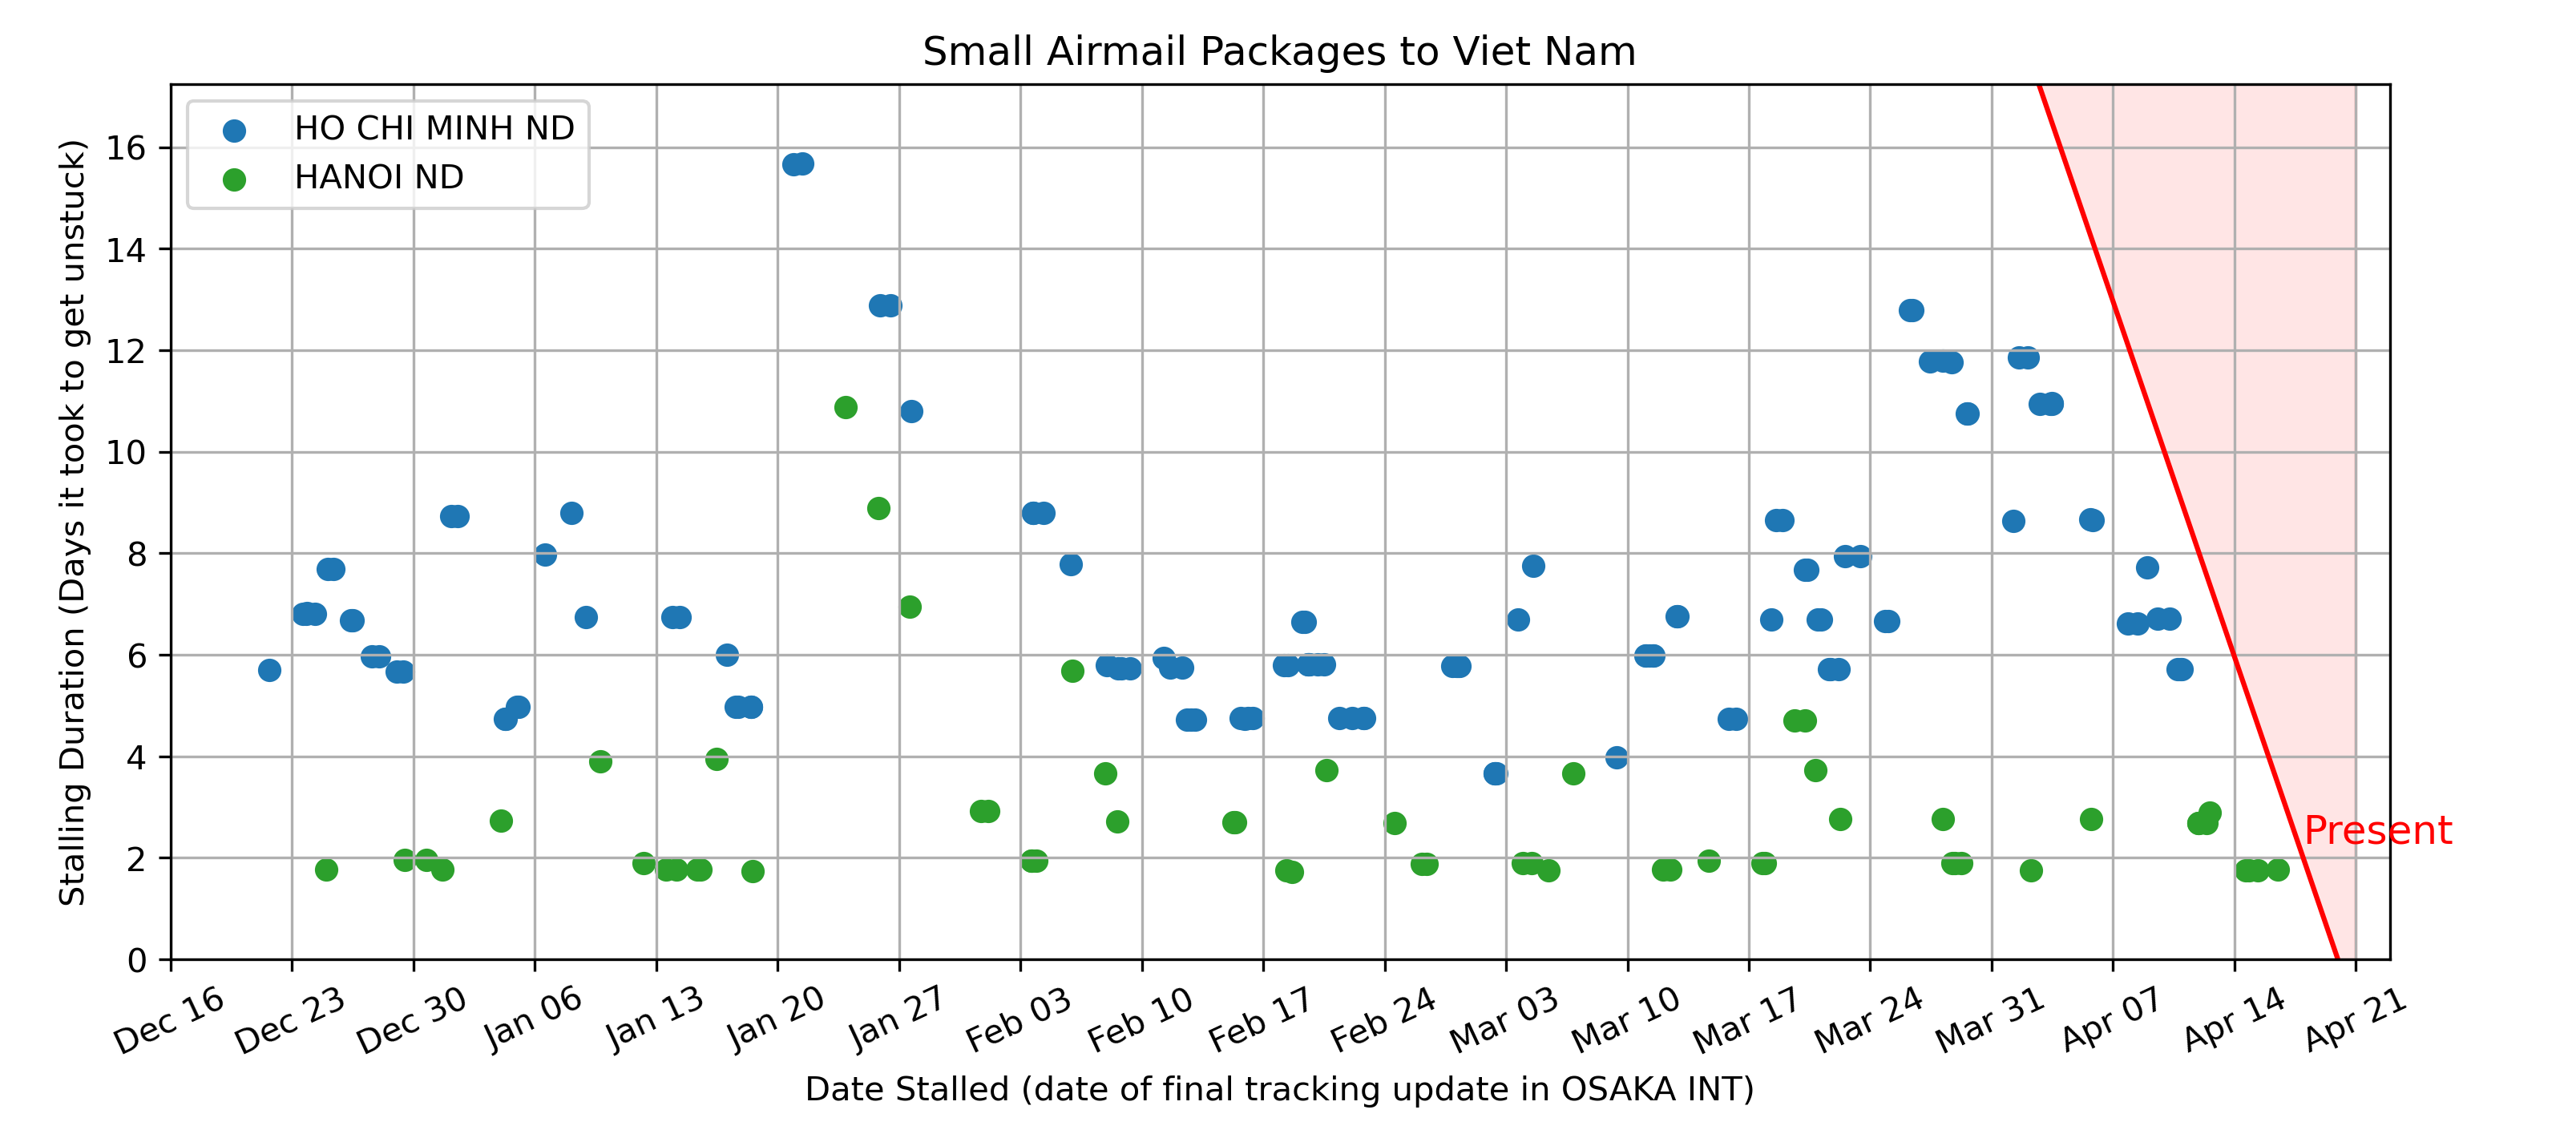 Small Airmail Packages to Viet Nam
HO CHI MINH ND
HANOI ND
Stalling Duration (Days it took to get unstuck)
16
14
12
10
8
6
4
2
0
Present
Dec 16
Dec 23
Dec 30
Jan 06
Jan 13
Jan 20
Jan 27
Feb 03
Feb 10
Feb 17
Feb 24
Mar 03
Mar 10
Mar 17
Mar 24
Mar 31
Apr 07
Apr 14
Apr 21
Date Stalled (date of final tracking update in OSAKA INT)